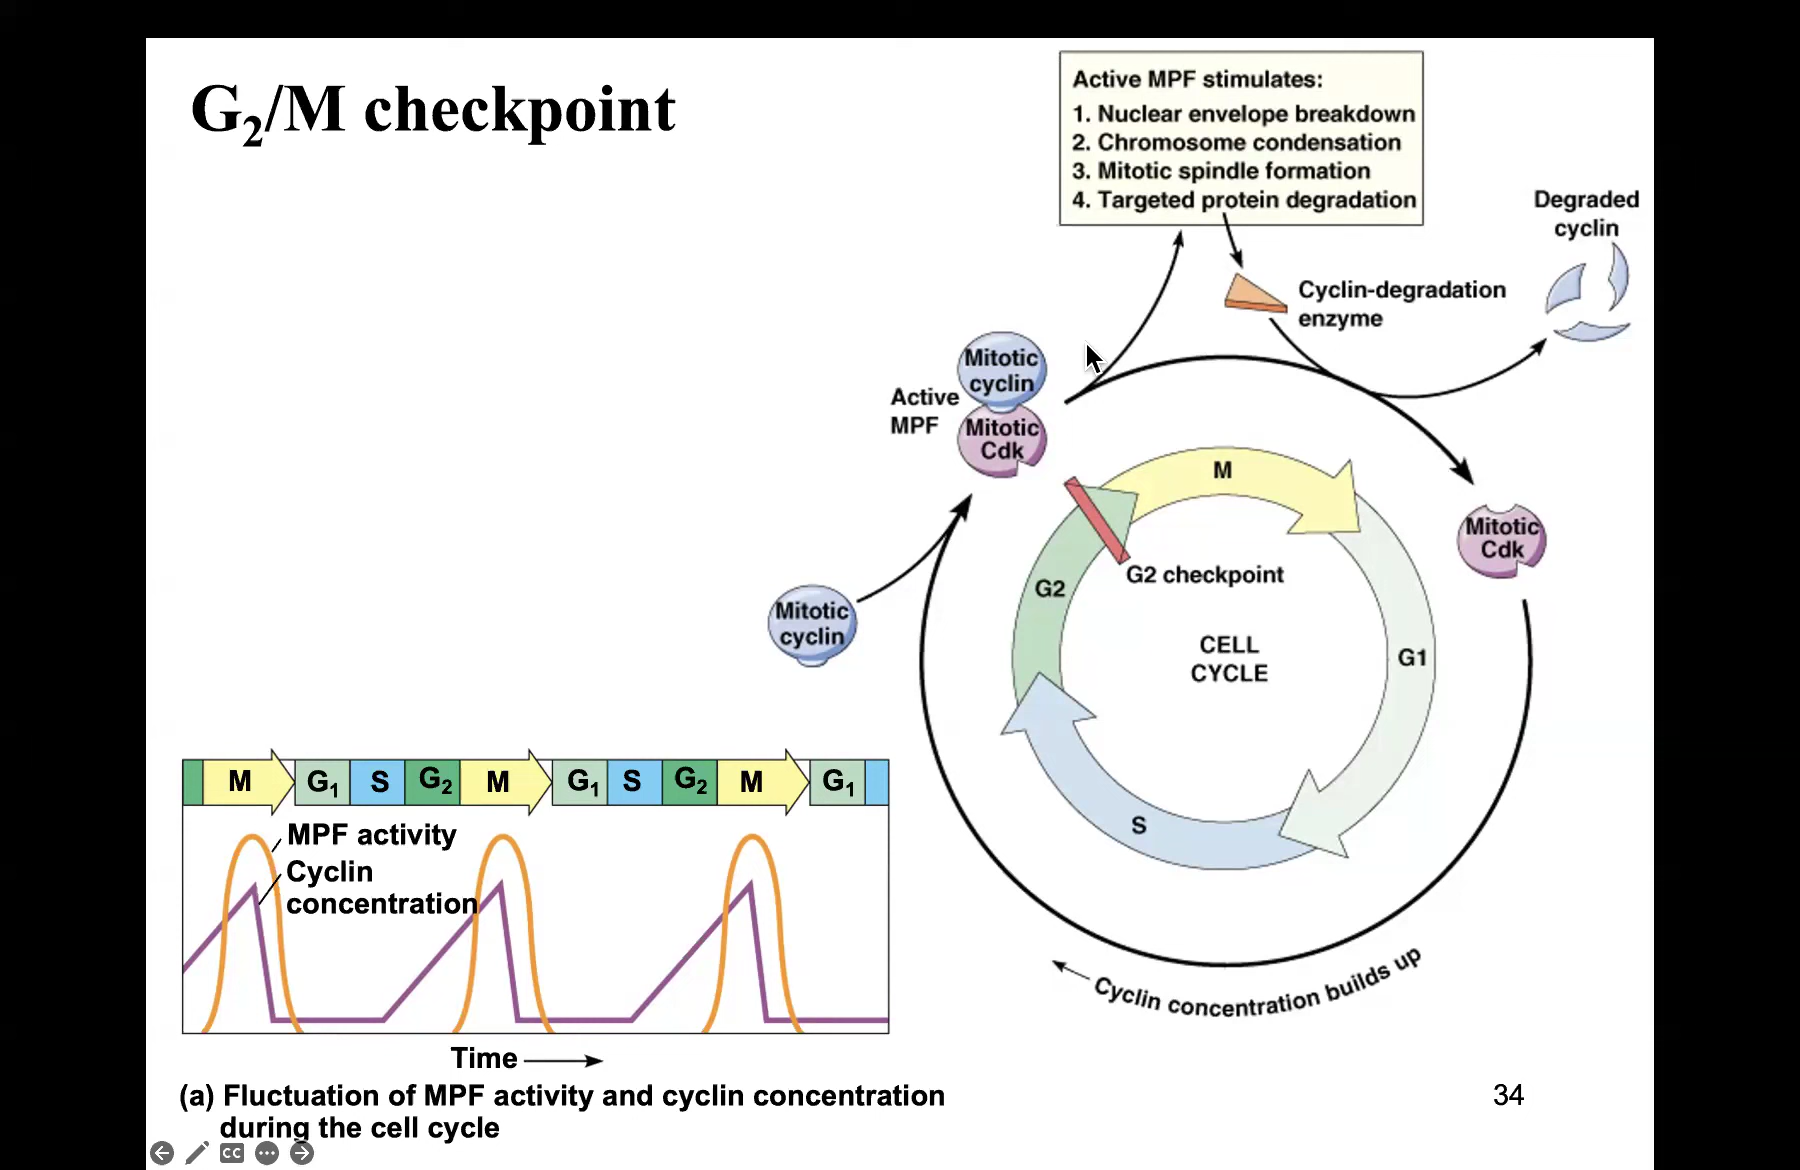 G₂/M checkpoint
Active MPF stimulates:
1. Nuclear envelope breakdown
2. Chromosome condensation
3. Mitotic spindle formation
4. Targeted protein degradation
Degraded
cyclin
Cyclin-degradation
enzyme
Mitotic
cyclin
Active
MPF
Mitotic
Cdk
M
Mitotic
Cdk
G2 checkpoint
G2
Mitotic
cyclin
CELL
CYCLE
G1
S
Cyclin concentration builds up
M G₁ S G₂ M G₁ S G₂ M G₁
MPF activity
Cyclin
concentration
Time
(a) Fluctuation of MPF activity and cyclin concentration
during the cell cycle
34
CC